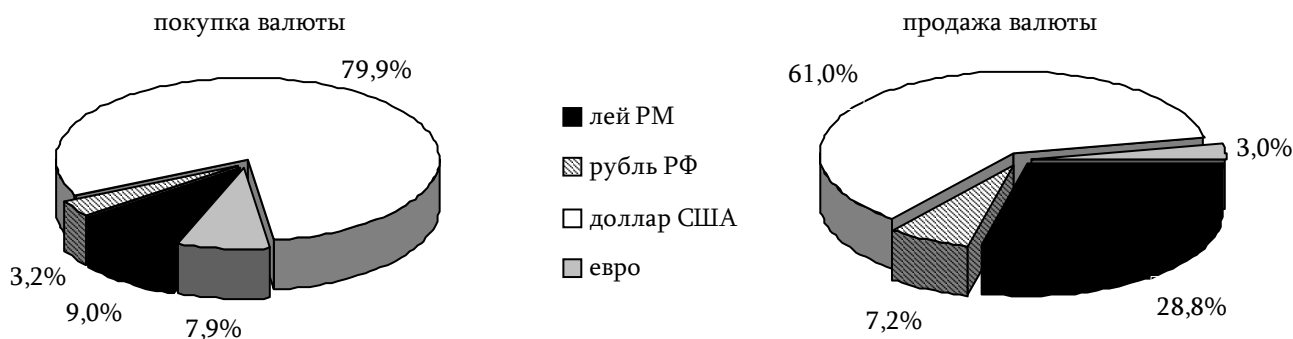 покупка валюты
79,9%
3,2%
9,0%
7,9%
лей РМ
рубль РФ
доллар США
евро
продажа валюты
61,0%
3,0%
7,2%
28,8%